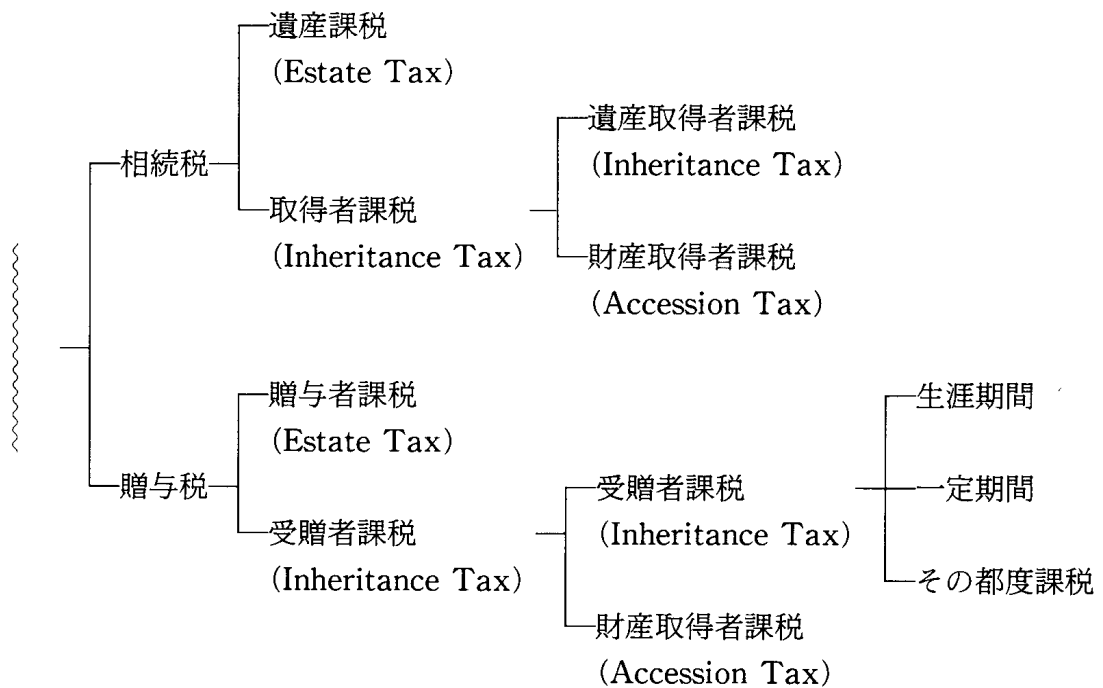 遺産課税
(Estate Tax)
遺産取得者課税
(Inheritance Tax)
相続税
取得者課税
(Inheritance Tax)
財産取得者課税
(Accession Tax)
贈与者課税
(Estate Tax)
生涯期間
贈与税
受贈者課税
(Inheritance Tax)
一定期間
受贈者課税
(Inheritance Tax)
その都度課税
財産取得者課税
(Accession Tax)